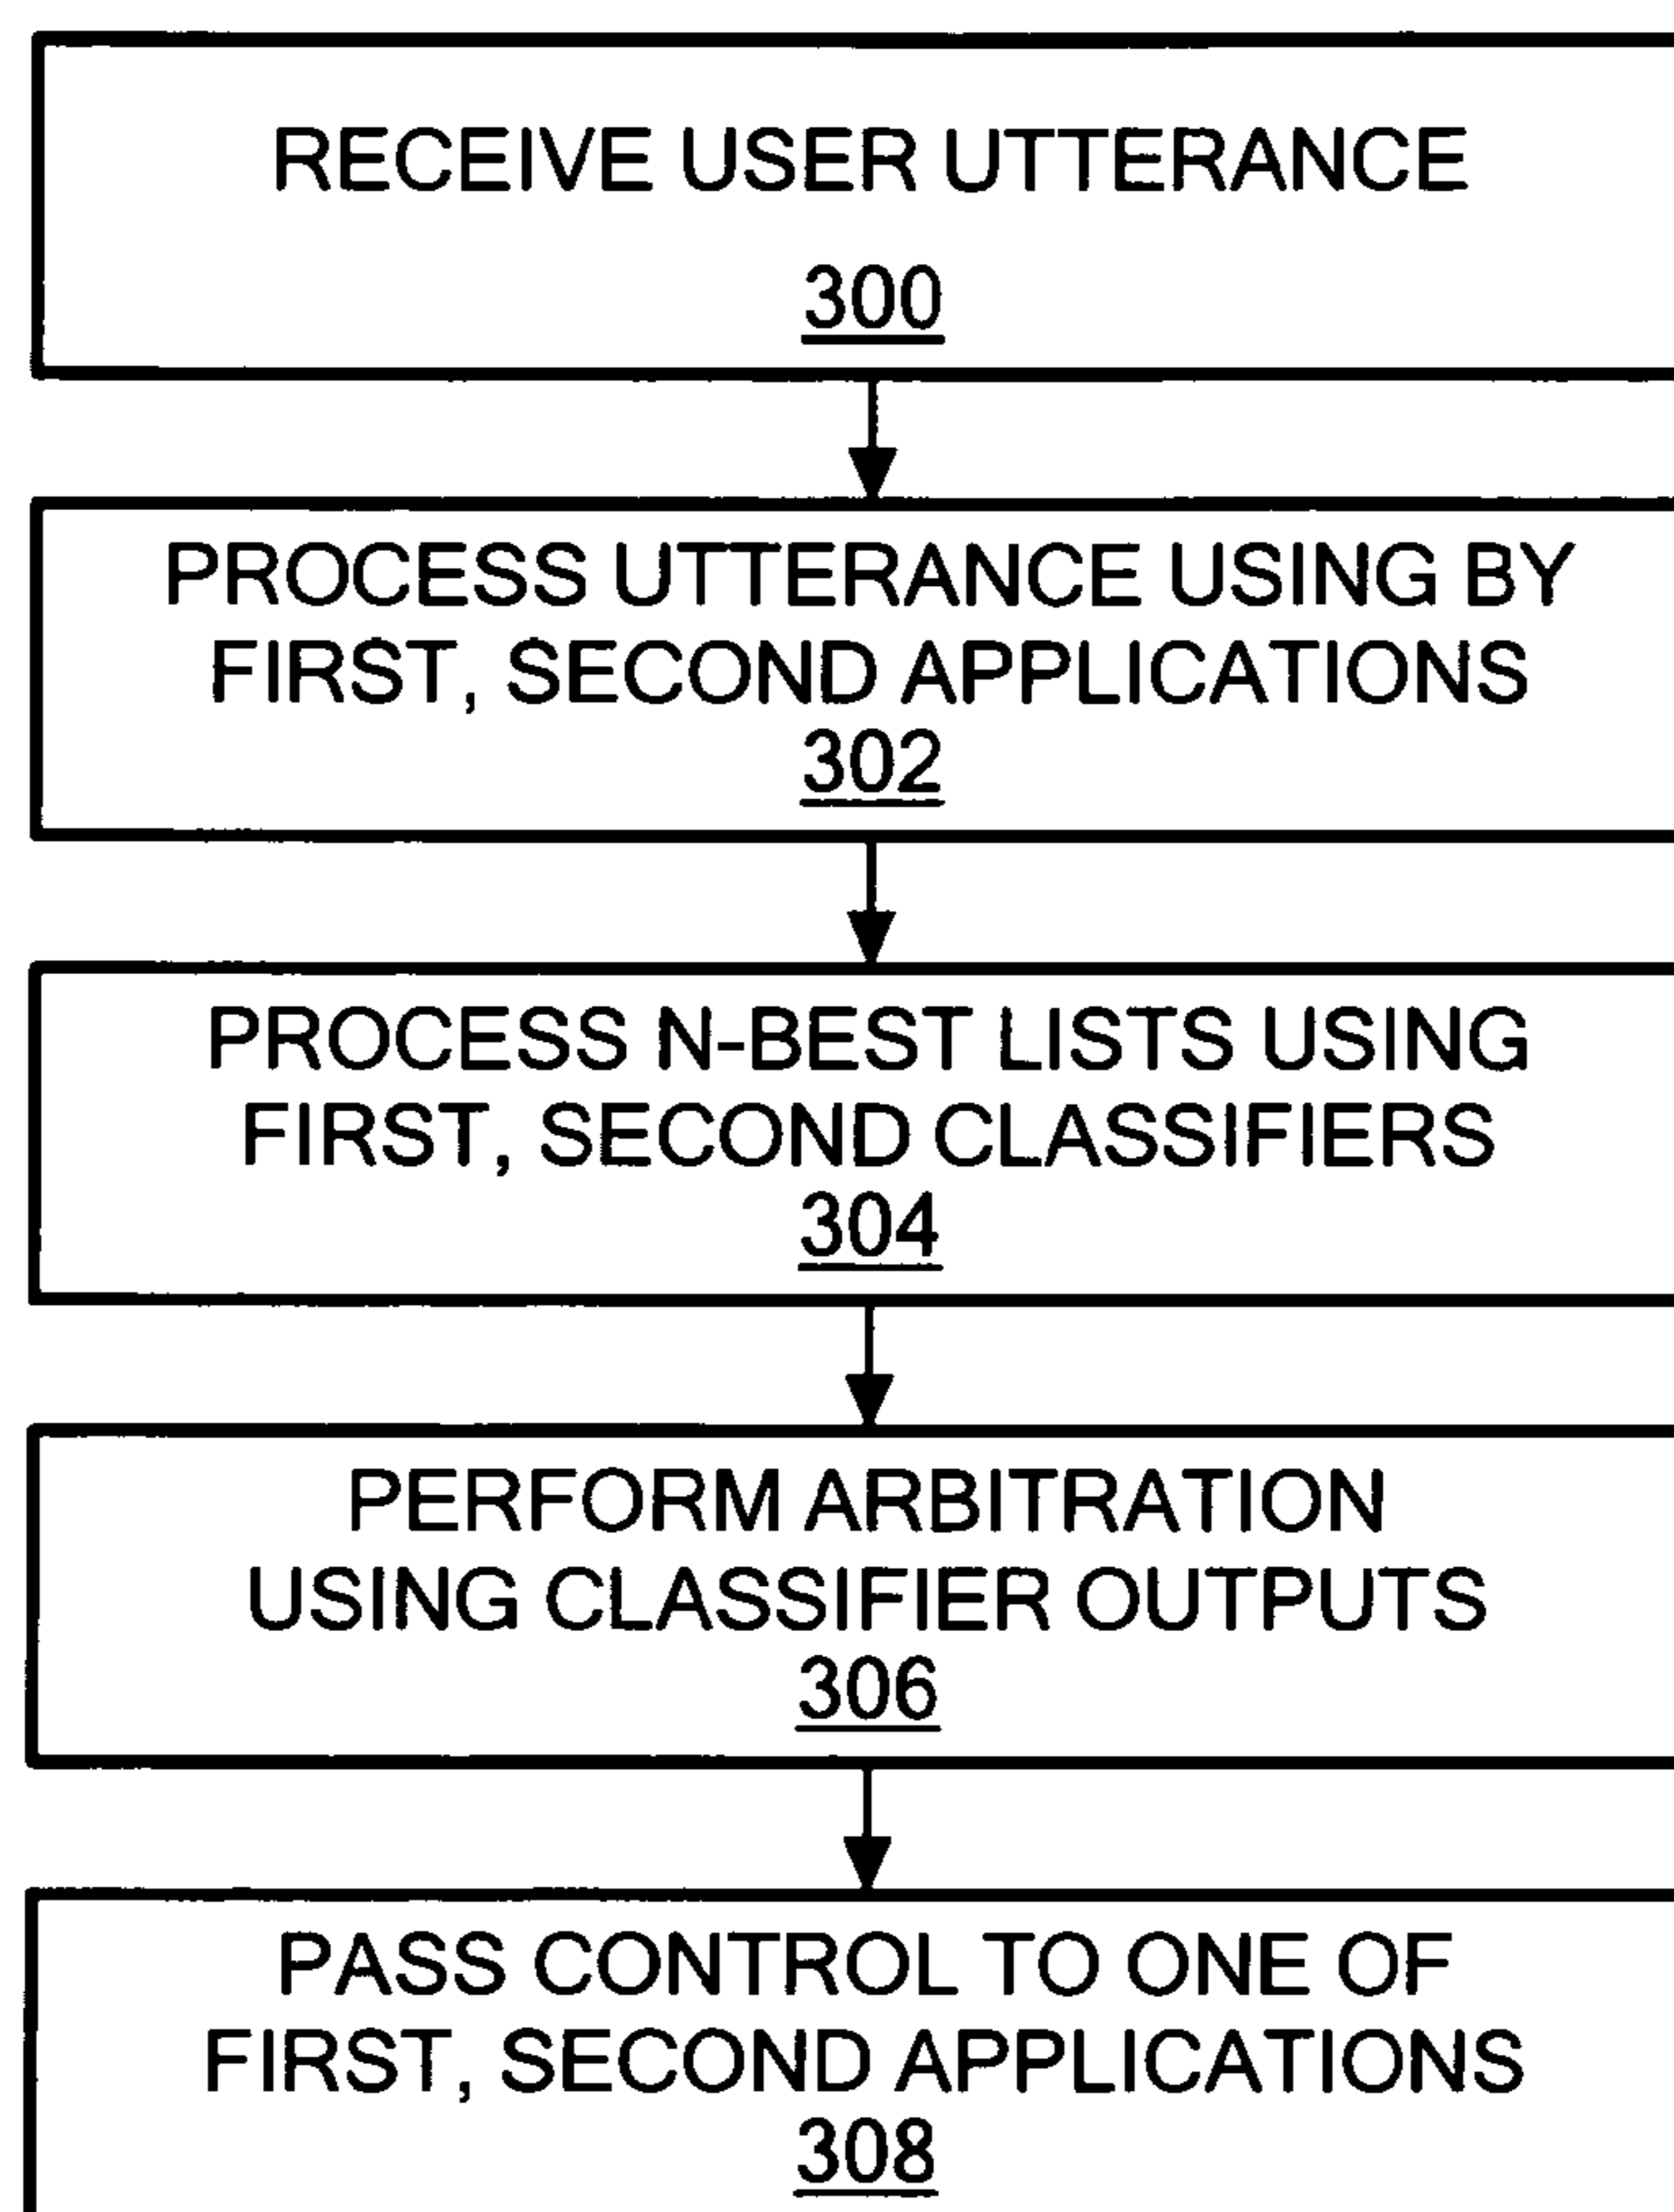 RECEIVE USER UTTERANCE
300
PROCESS UTTERANCE USING BY
FIRST, SECOND APPLICATIONS
302
PROCESS N-BEST LISTS USING
FIRST, SECOND CLASSIFIERS
304
PERFORM ARBITRATION
USING CLASSIFIER OUTPUTS
306
PASS CONTROL TO ONE OF
FIRST, SECOND APPLICATIONS
308